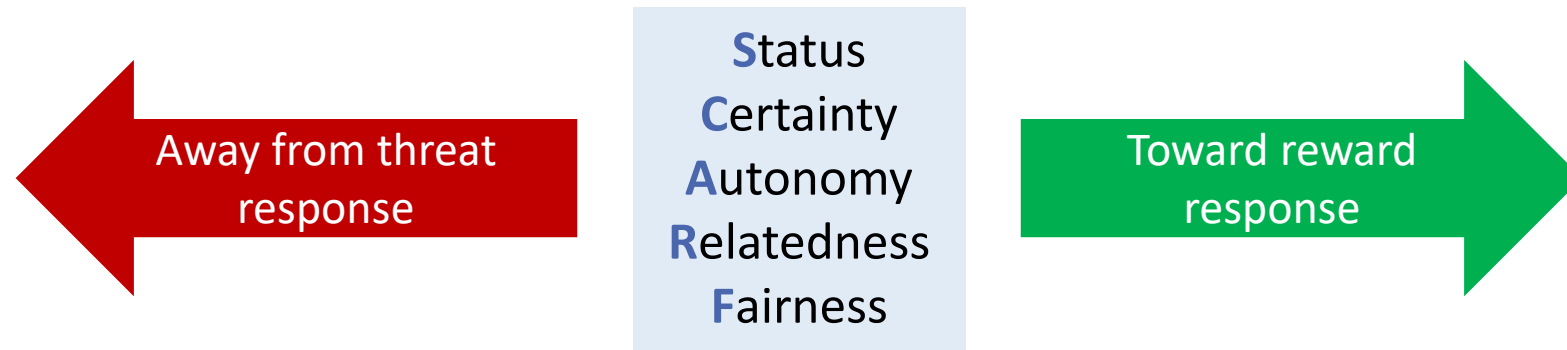 Away from threat
response
Status
Certainty
Autonomy
Relatedness
Fairness
Toward reward
response